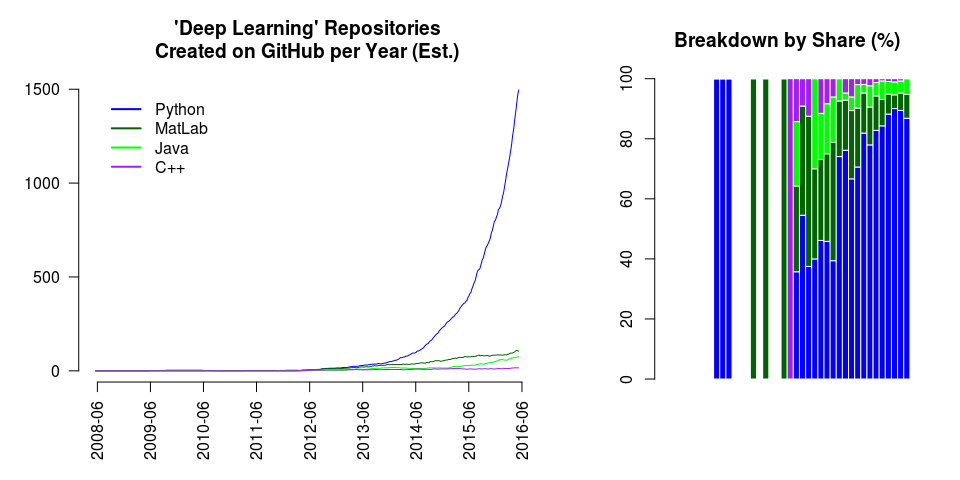 'Deep Learning' Repositories
Created on GitHub per Year (Est.)
1500
1000
500
0
Python
MatLab
Java
C++
2008-06
2009-06
2010-06
2011-06
2012-06
2013-06
2014-06
2015-06
2016-06
Breakdown by Share (%)
100
80
60
40
20
0